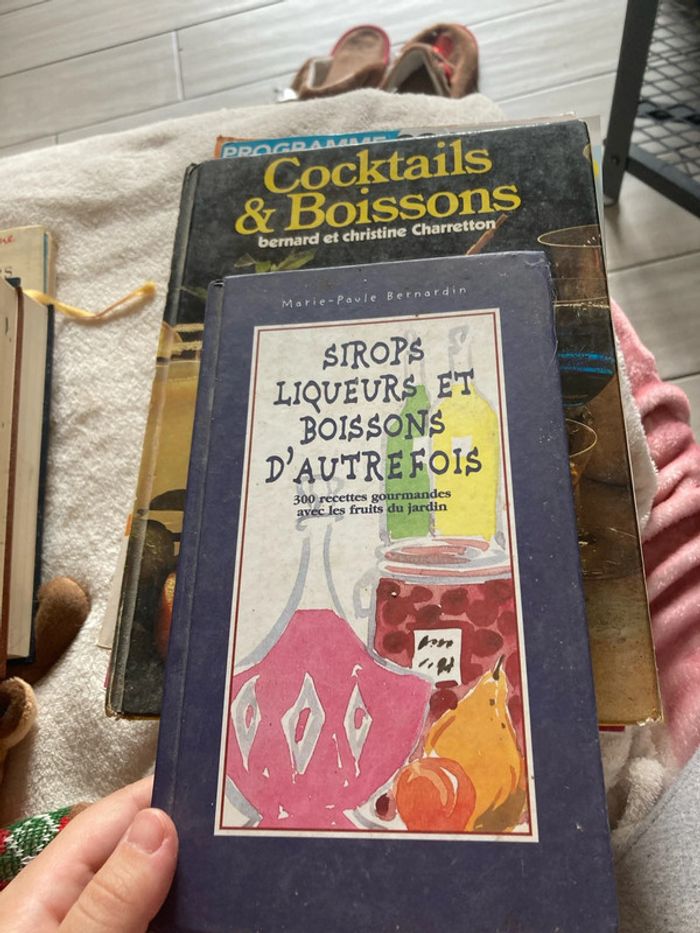 PROGRAMME
Cocktails
& Boissons
bernard et christine Charretton
Marie-Paule Bernardin
SIROPS
LIQUEURS ET
BOISSONS
D'AUTREFOIS
300 recettes gourmandes
avec les fruits du jardin